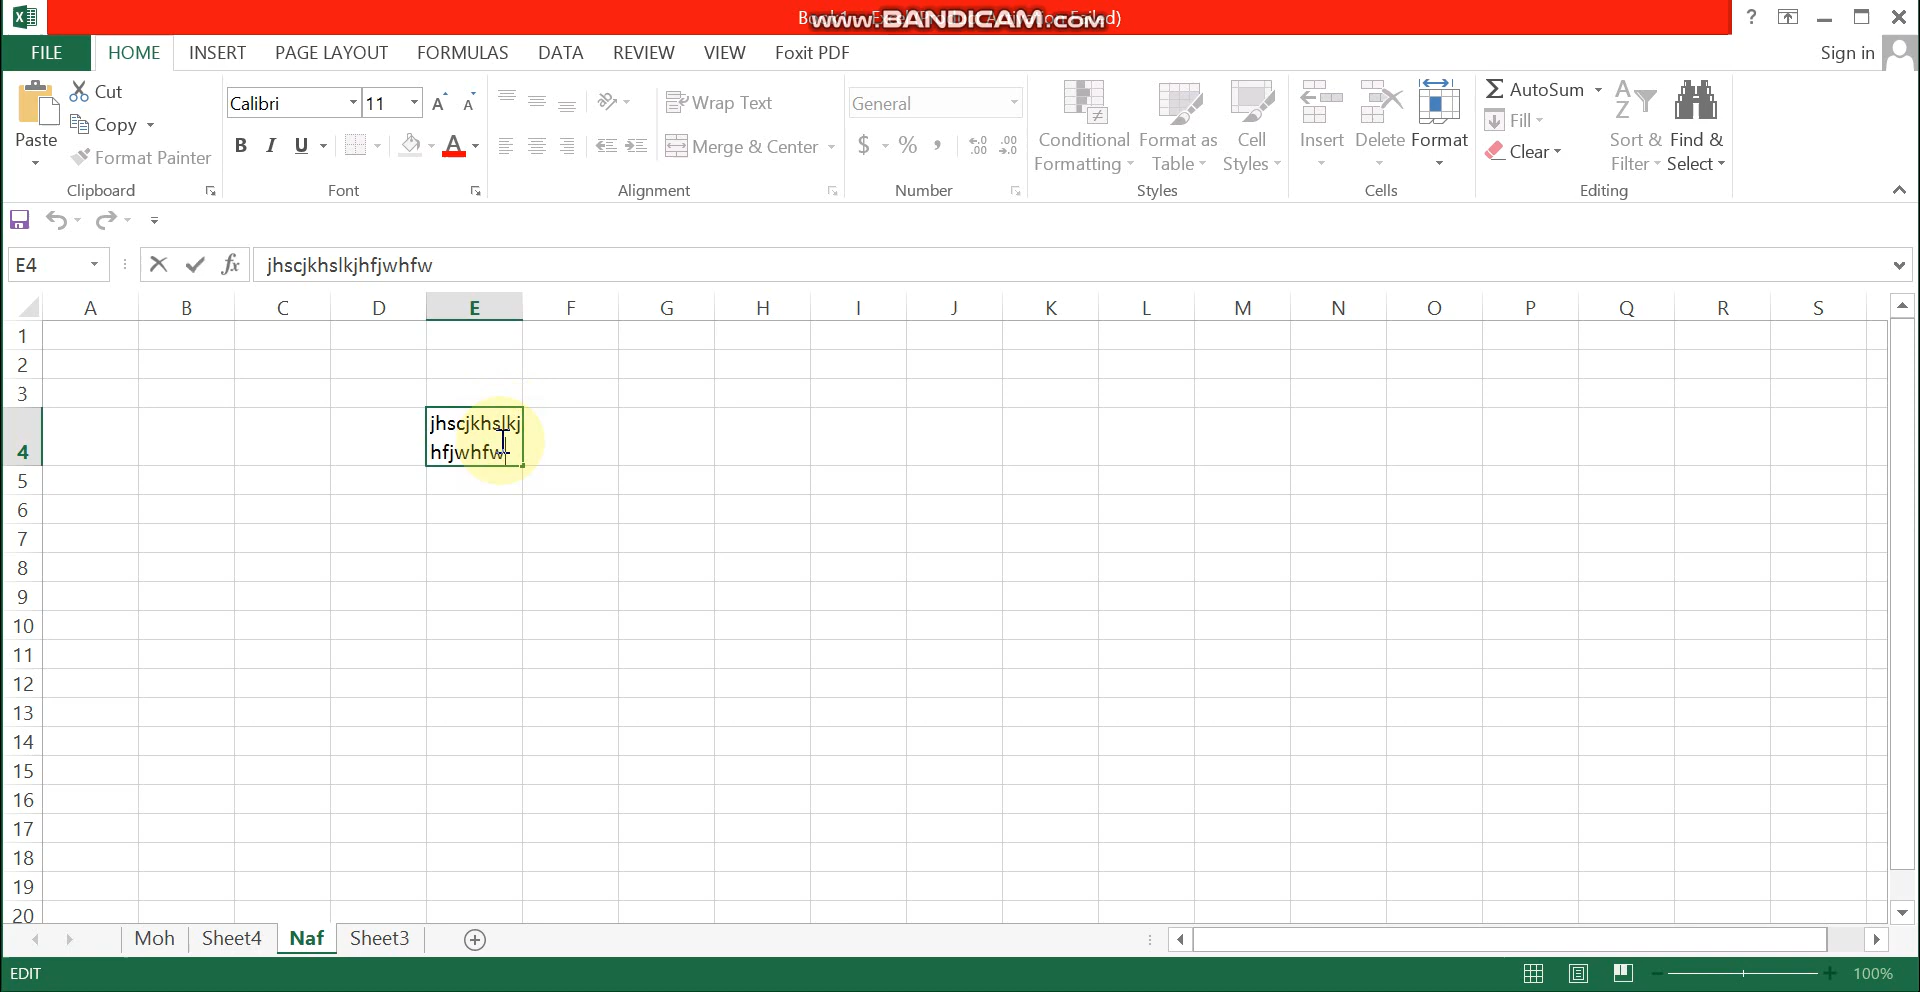 www.BANDICAM.com
FILE HOME INSERT PAGE LAYOUT FORMULAS DATA REVIEW VIEW Foxit PDF Sign in
Cut
Copy
Format Painter
Paste
Clipboard
Calibri 11
B I U
Font
Wrap Text
Merge & Center
Alignment
General
$ % ,
Number
Conditional Formatting
Format as Table
Cell Styles
Styles
Insert Delete Format
Cells
AutoSum
Fill
Clear
Sort & Filter
Find & Select
Editing
E4 fx jhscjkhslkjhfjwhfw
A B C D E F G H I J K L M N O P Q R S
1
2
3
4
jhscjkhslkj
hfjwhfw
5
6
7
8
9
10
11
12
13
14
15
16
17
18
19
20
Moh Sheet4 Naf Sheet3
EDIT 100%